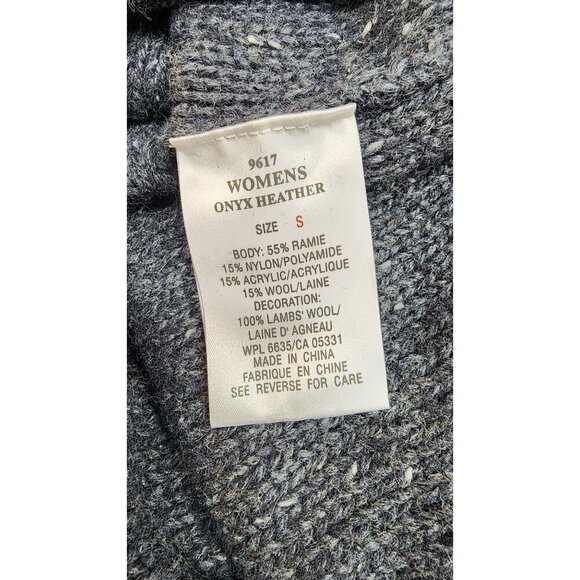 9617
WOMENS
ONYX HEATHER
SIZE S
BODY: 55% RAMIE
15% NYLON/POLYAMIDE
15% ACRYLIC/ACRYLIQUE
15% WOOL/LAINE
DECORATION:
100% LAMBS' WOOL/
LAINE D' AGNEAU
WPL 6635/CA 05331
MADE IN CHINA
FABRIQUE EN CHINE
SEE REVERSE FOR CARE